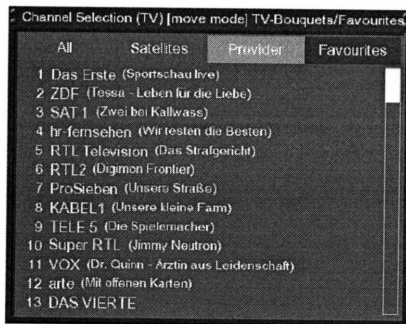 Channel Selection (TV) [move mode] TV-Bouquets/Favourites
All Satelites Provider Favourites
1 Das Erste (Sportschau live)
2 ZDF (Tessa - Leben für die Liebe)
3 SAT 1 (Zwei bei Kallwass)
4 hr-fernsehen (Wir testen die Besten)
5 RTL Television (Das Strafgericht)
6 RTL2 (Digimon Frontier)
7 ProSieben (Unsere Straße)
8 KABEL1 (Unsere kleine Farm)
9 TELE 5 (Die Spielemacher)
10 Super RTL (Jimmy Neutron)
11 VOX (Dr. Quinn - Ärztin aus Leidenschaft)
12 arte (Mit offenen Karten)
13 DAS VIERTE